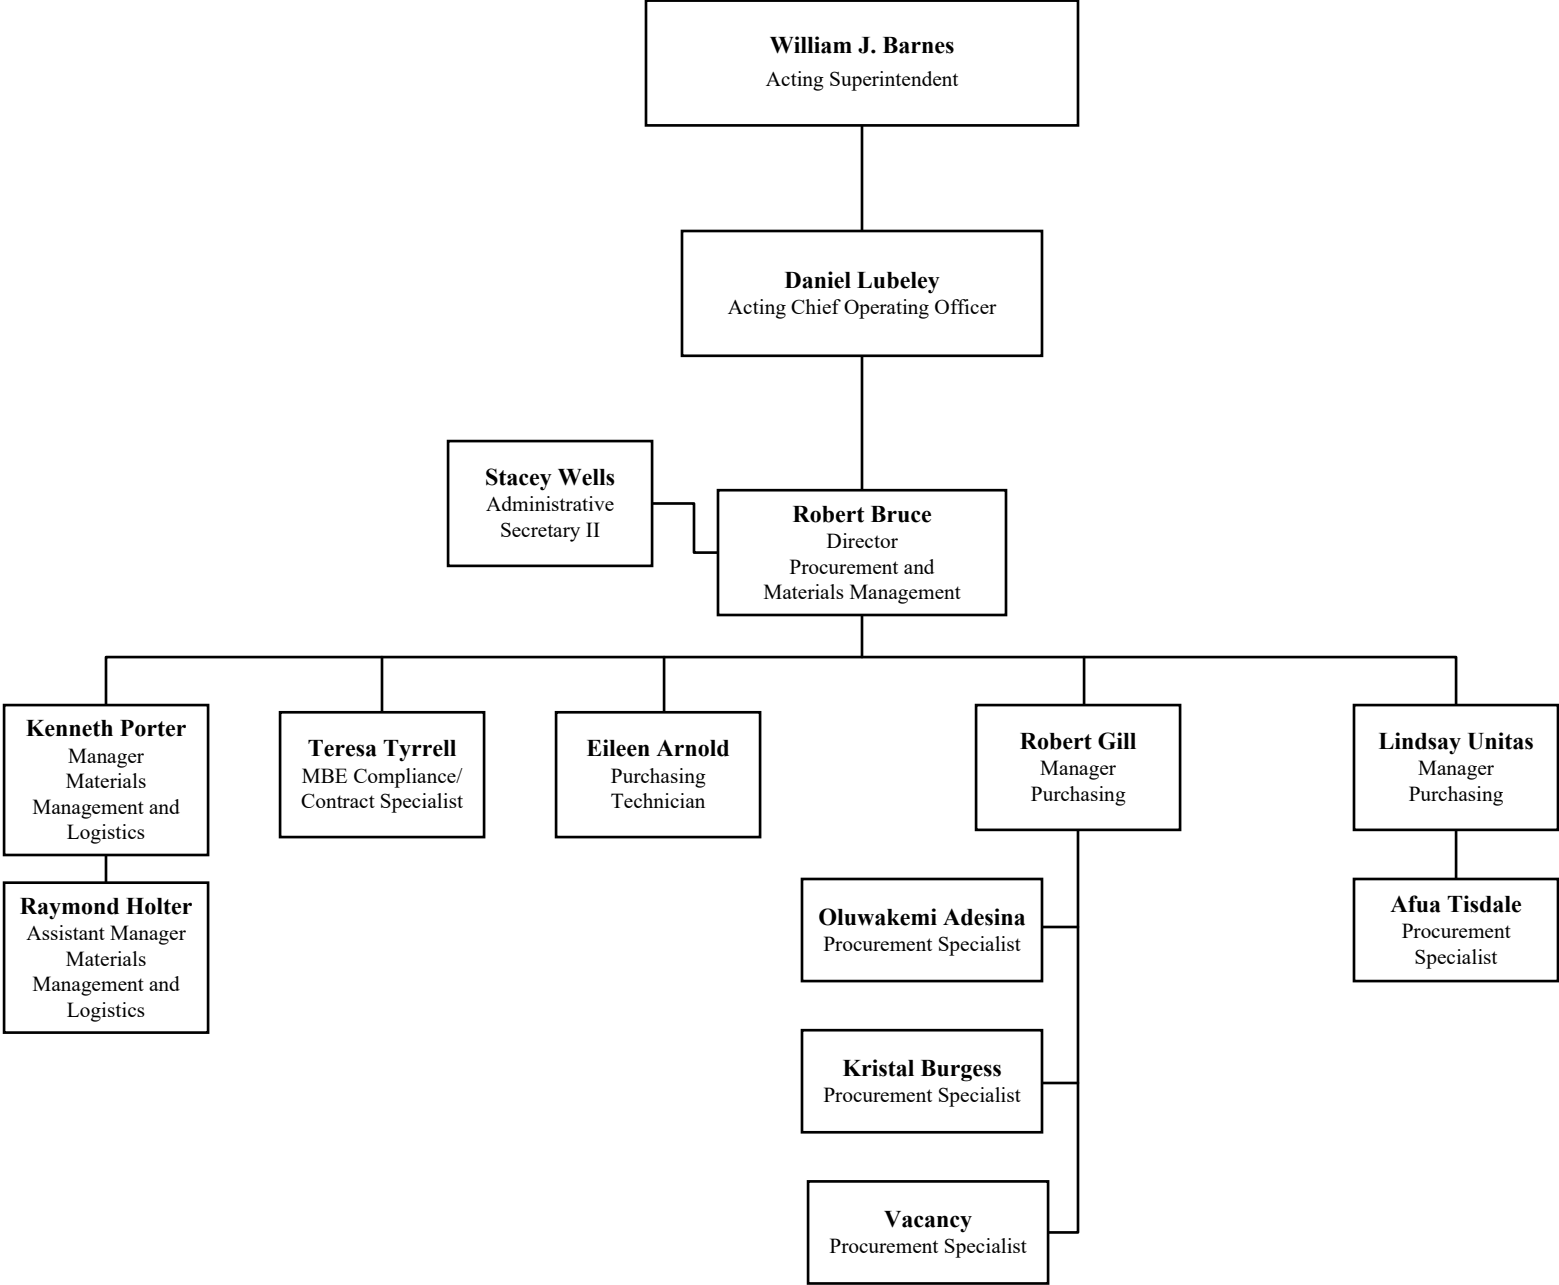 William J. Barnes
Acting Superintendent
Daniel Lubeley
Acting Chief Operating Officer
Stacey Wells
Administrative
Secretary II
Robert Bruce
Director
Procurement and
Materials Management
Kenneth Porter
Manager
Materials
Management and
Logistics
Teresa Tyrrell
MBE Compliance/
Contract Specialist
Eileen Arnold
Purchasing
Technician
Robert Gill
Manager
Purchasing
Lindsay Unitas
Manager
Purchasing
Raymond Holter
Assistant Manager
Materials
Management and
Logistics
Oluwakemi Adesina
Procurement Specialist
Afua Tisdale
Procurement
Specialist
Kristal Burgess
Procurement Specialist
Vacancy
Procurement Specialist